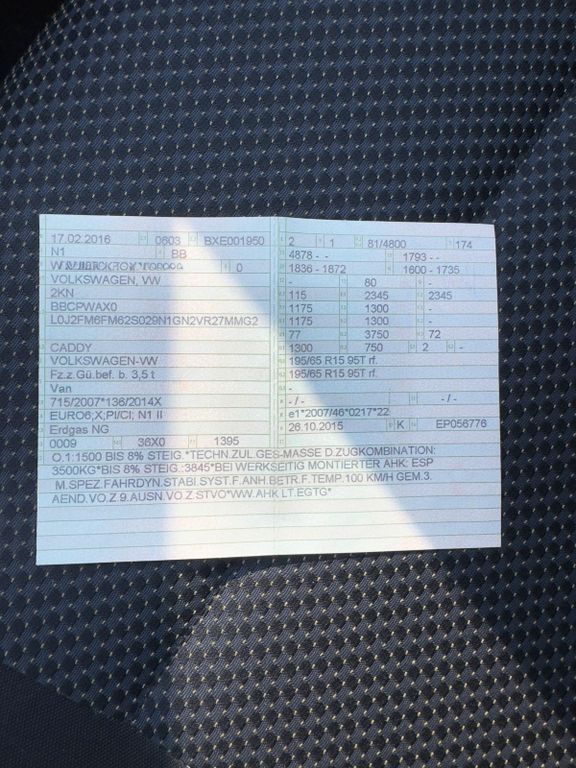 17.02.2016 0603 BXE001950
N1 BB
0
VOLKSWAGEN, VW
2KN
BBCPWAX0
L0J2FM6FM62S029N1GN2VR27MMG2
CADDY
VOLKSWAGEN-VW
Fz.z.Gü.bef. b. 3,5 t
Van
715/2007*136/2014X
EURO6;X;PI/CI; N1 II
Erdgas NG
0009 36X0 1395
2 1 81/4800 174
4878 - - 1793 - -
1836 - 1872 1600 - 1735
- 80 -
115 2345 2345
1175 1300 -
1175 1300 -
77 3750 72
1300 750 2 -
195/65 R15 95T rf.
195/65 R15 95T rf.
-
- / - - / -
e1*2007/46*0217*22
26.10.2015 K EP056776
O.1:1500 BIS 8% STEIG.*TECHN.ZUL.GES-MASSE D.ZUGKOMBINATION:
3500KG*BIS 8% STEIG.:3845*BEI WERKSEITIG MONTIERTER AHK: ESP
M.SPEZ.FAHRDYN.STABI.SYST.F.ANH.BETR.F.TEMP.100 KM/H GEM.3.
AEND.VO.Z.9.AUSN.VO.Z.STVO*WW.AHK LT.EGTG*